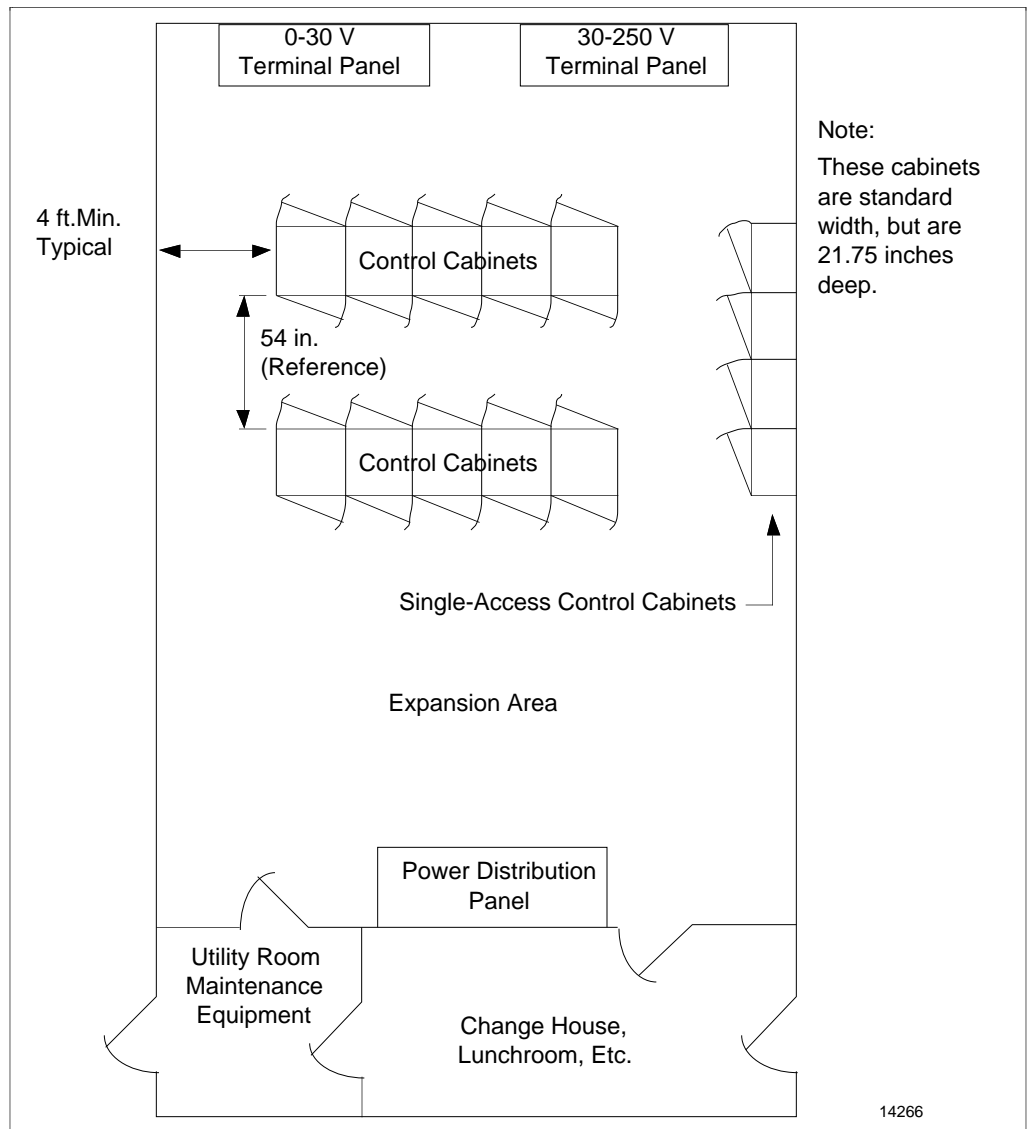 0-30 V
Terminal Panel
30-250 V
Terminal Panel
Note:
These cabinets
are standard
width, but are
21.75 inches
deep.
4 ft.Min.
Typical
Control Cabinets
54 in.
(Reference)
Control Cabinets
Single-Access Control Cabinets
Expansion Area
Power Distribution
Panel
Utility Room
Maintenance
Equipment
Change House,
Lunchroom, Etc.
14266